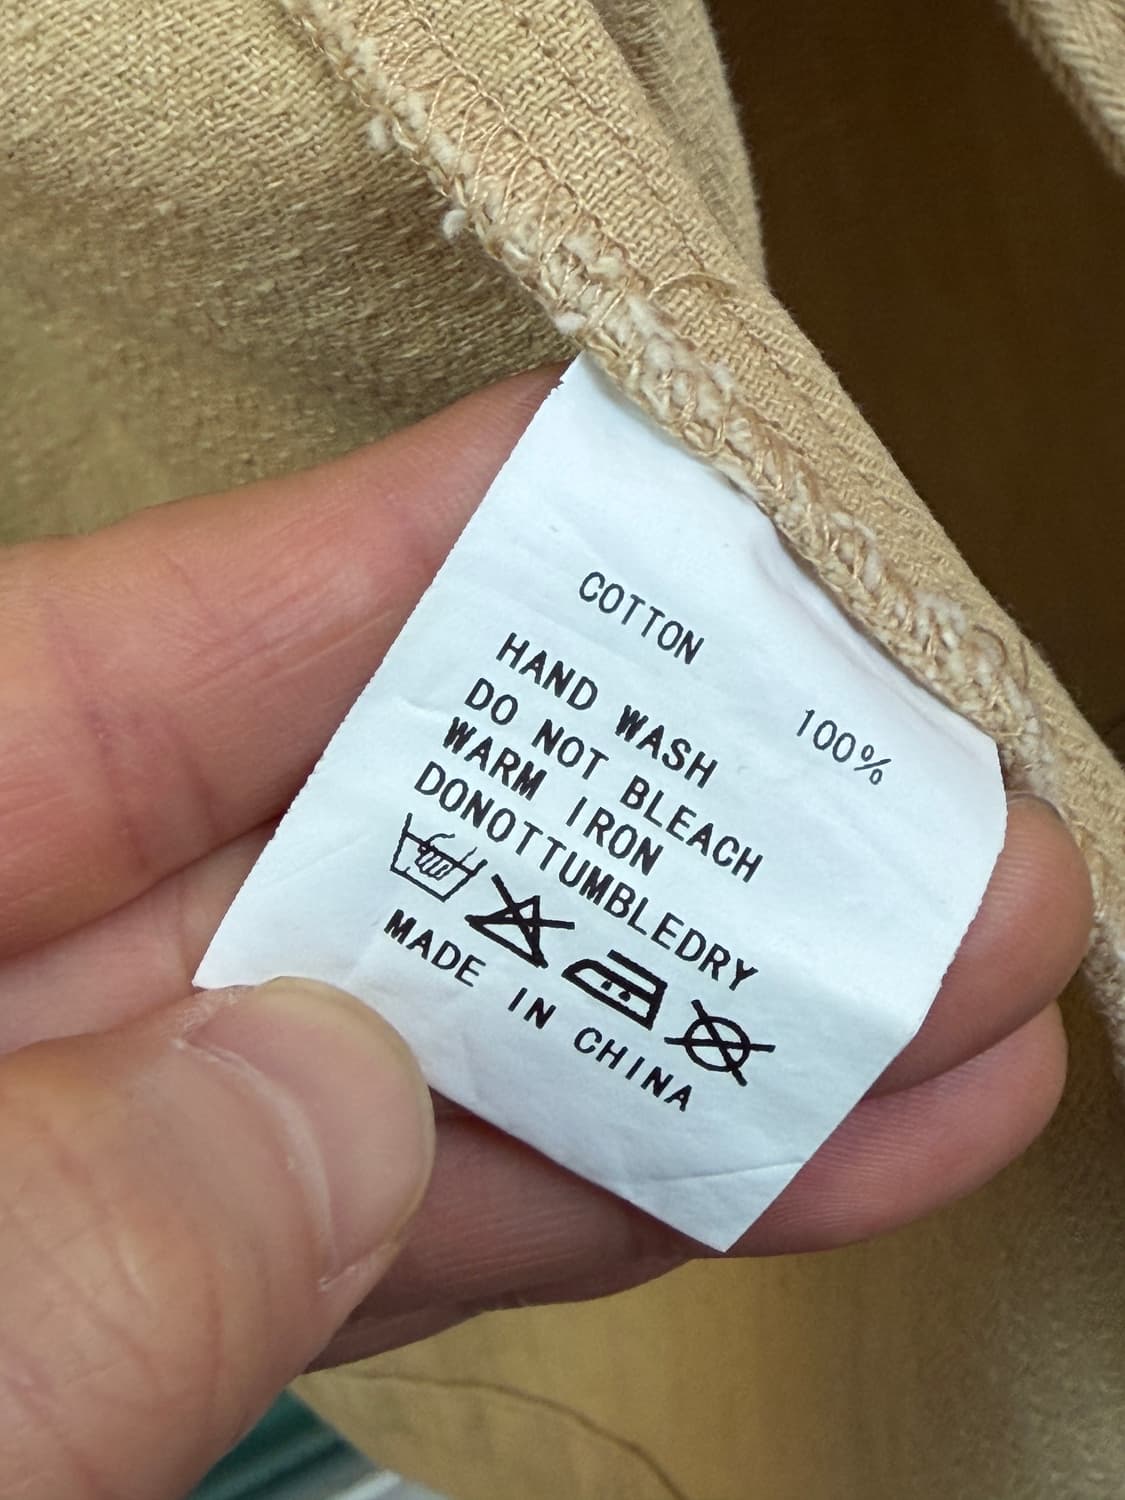 COTTON 100%
HAND WASH
DO NOT BLEACH
WARM IRON
DONOTTUMBLEDRY
MADE IN CHINA